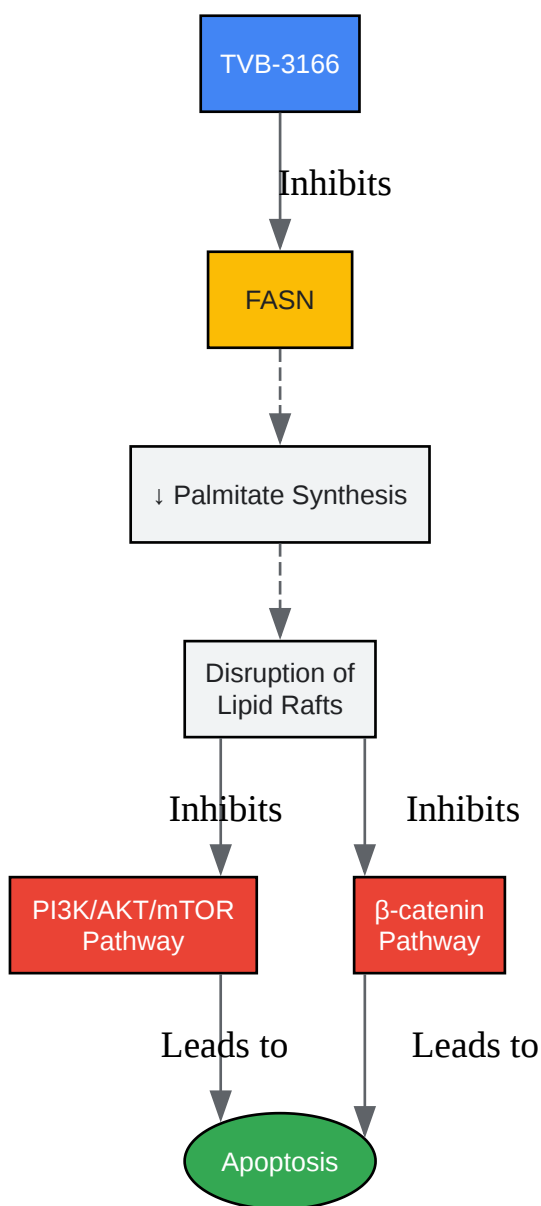 TVB-3166
Inhibits
FASN
↓ Palmitate Synthesis
Disruption of
Lipid Rafts
Inhibits
Inhibits
PI3K/AKT/mTOR
Pathway
β-catenin
Pathway
Leads to
Leads to
Apoptosis